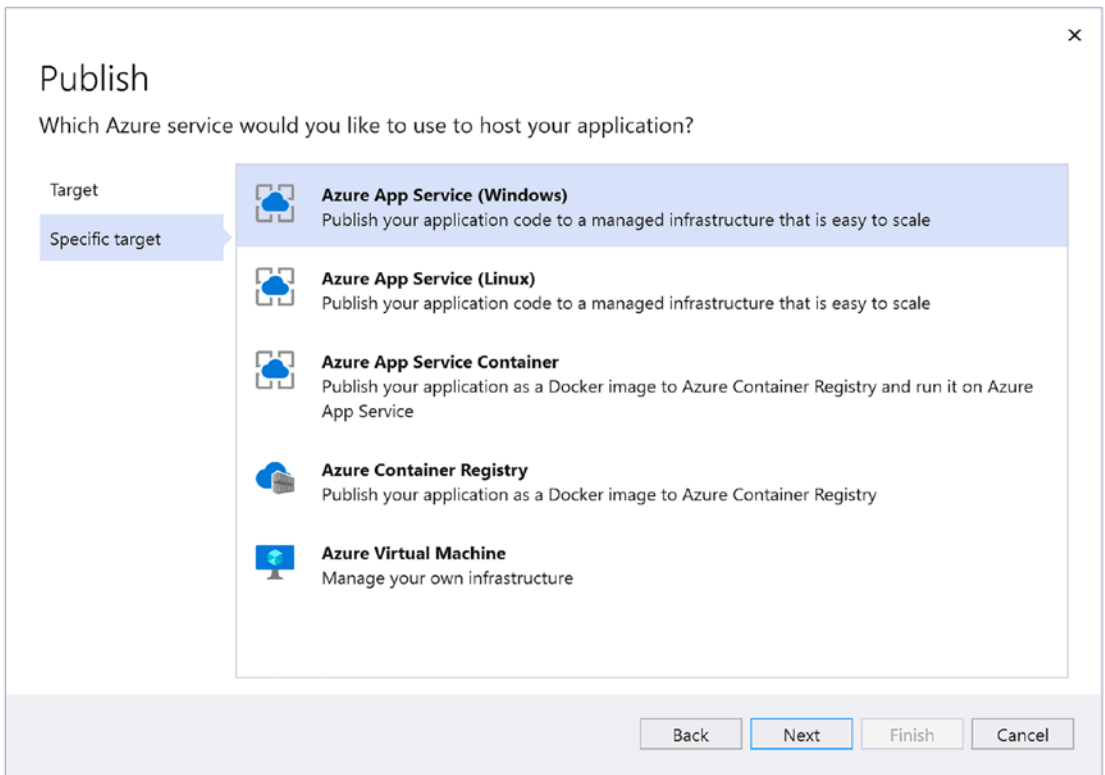 Publish
Which Azure service would you like to use to host your application?
Target
Specific target
Azure App Service (Windows)
Publish your application code to a managed infrastructure that is easy to scale
Azure App Service (Linux)
Publish your application code to a managed infrastructure that is easy to scale
Azure App Service Container
Publish your application as a Docker image to Azure Container Registry and run it on Azure
App Service
Azure Container Registry
Publish your application as a Docker image to Azure Container Registry
Azure Virtual Machine
Manage your own infrastructure
Back
Next
Finish
Cancel